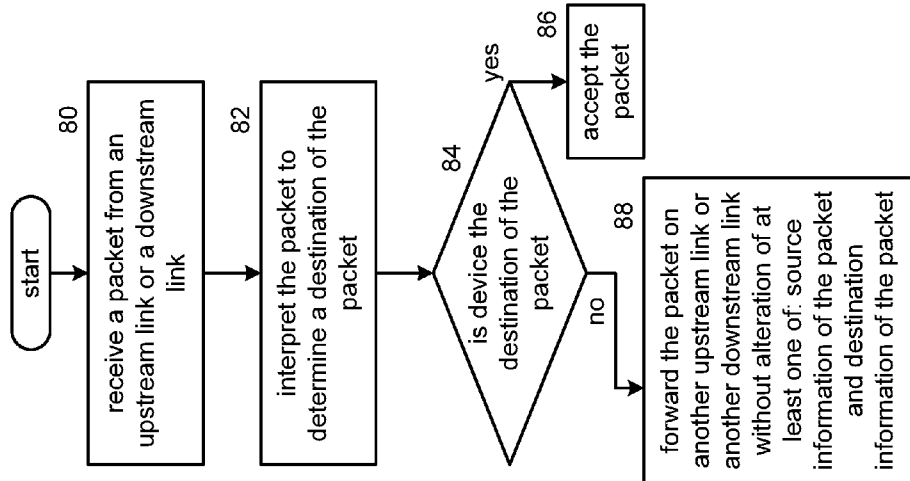 start
80
receive a packet from an
upstream link or a downstream
link
82
interpret the packet to
determine a destination of the
packet
84
is device the
destination of the
packet
yes
86
accept the
packet
no
88
forward the packet on
another upstream link or
another downstream link
without alteration of at
least one of: source
information of the packet
and destination
information of the packet